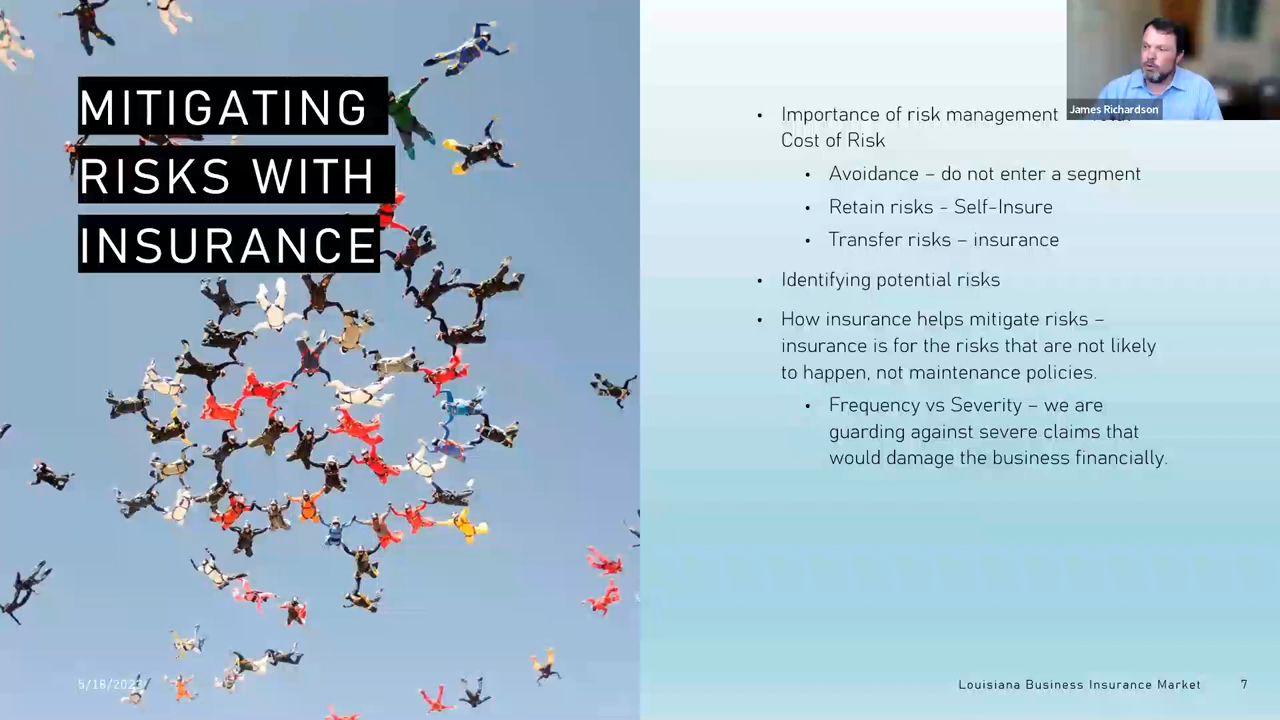 MITIGATING
RISKS WITH
INSURANCE
James Richardson
• Importance of risk management
Cost of Risk
• Avoidance – do not enter a segment
• Retain risks - Self-Insure
• Transfer risks – insurance
• Identifying potential risks
• How insurance helps mitigate risks –
insurance is for the risks that are not likely
to happen, not maintenance policies.
• Frequency vs Severity – we are
guarding against severe claims that
would damage the business financially.
Louisiana Business Insurance Market
7